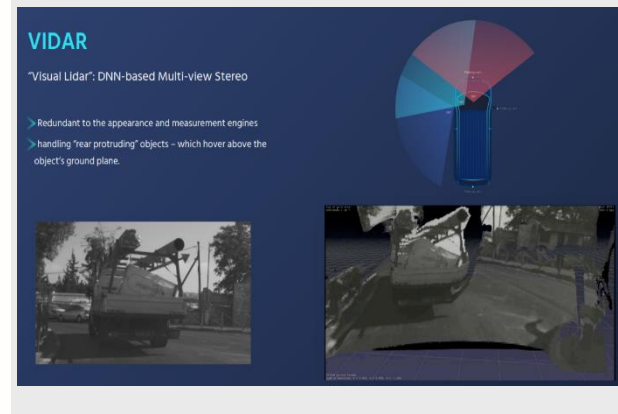 VIDAR
“Visual Lidar”: DNN-based Multi-view Stereo
Redundant to the appearance and measurement engines
handling “rear protruding” objects – which hover above the
object’s ground plane.